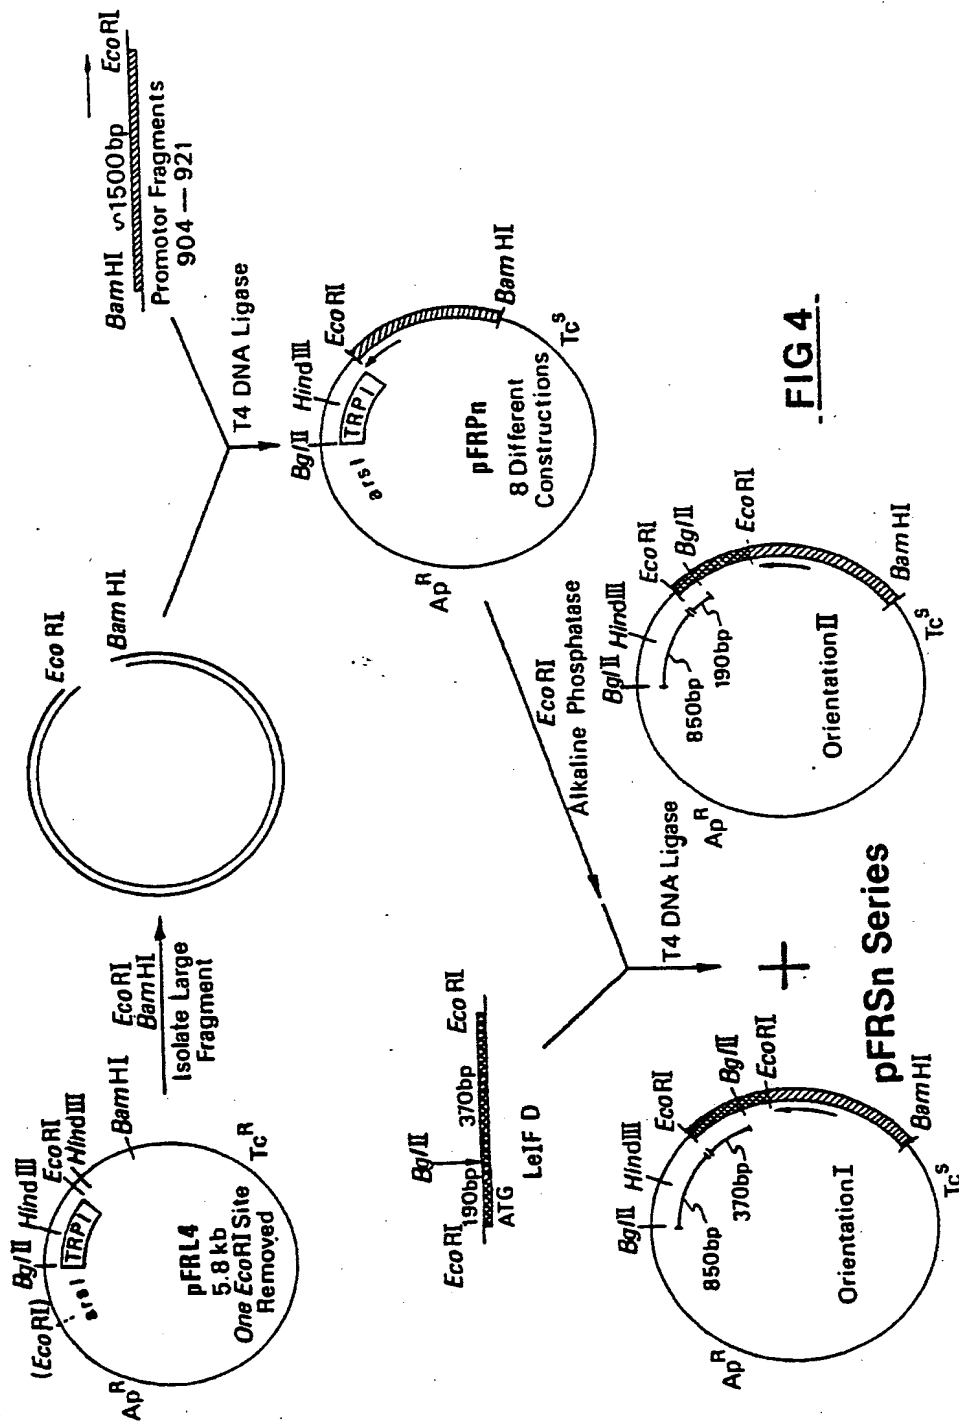 (EcoRI)
BglII
HindIII
EcoRI
HindIII
BamHI
ars I
TRPI
pFRL4
5.8 kb
One EcoRI Site
Removed
Ap^R
Tc^R
EcoRI
BamHI
Isolate Large
Fragment
EcoRI
BamHI
BamHI ∽1500bp EcoRI
Promotor Fragments
904 — 921
T4 DNA Ligase
BglII
HindIII
EcoRI
BamHI
ars I
TRPI
pFRPn
8 Different
Constructions
Ap^R
Tc^S
EcoRI
Alkaline Phosphatase
EcoRI
BglII
EcoRI
190bp
370bp
ATG
LeIF D
T4 DNA Ligase
BglII
HindIII
EcoRI
BglII
EcoRI
BamHI
850bp
370bp
Orientation I
Ap^R
Tc^S
+
BglII
HindIII
EcoRI
BglII
EcoRI
BamHI
850bp
190bp
Orientation II
Ap^R
Tc^S
pFRSn Series
FIG 4